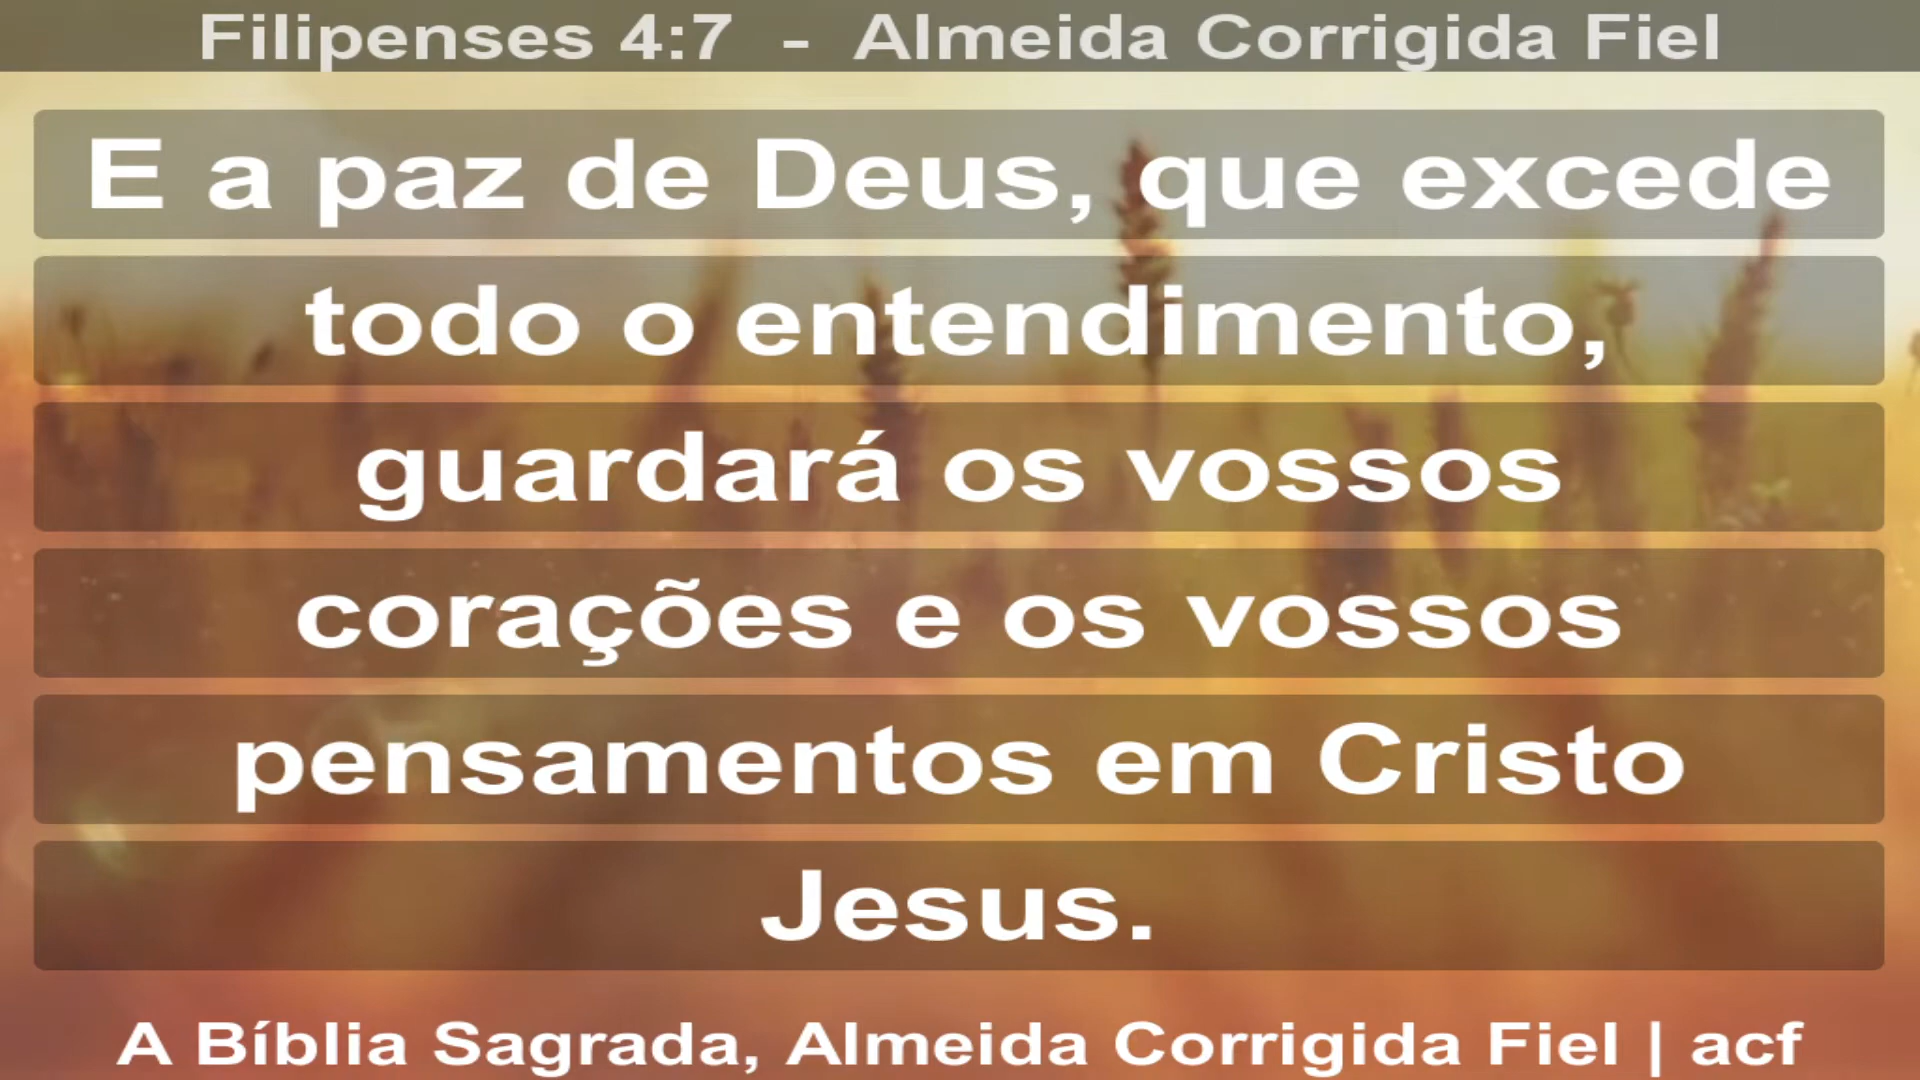 Filipenses 4:7 - Almeida Corrigida Fiel
E a paz de Deus, que excede
todo o entendimento,
guardará os vossos
corações e os vossos
pensamentos em Cristo
Jesus.
A Bíblia Sagrada, Almeida Corrigida Fiel | acf